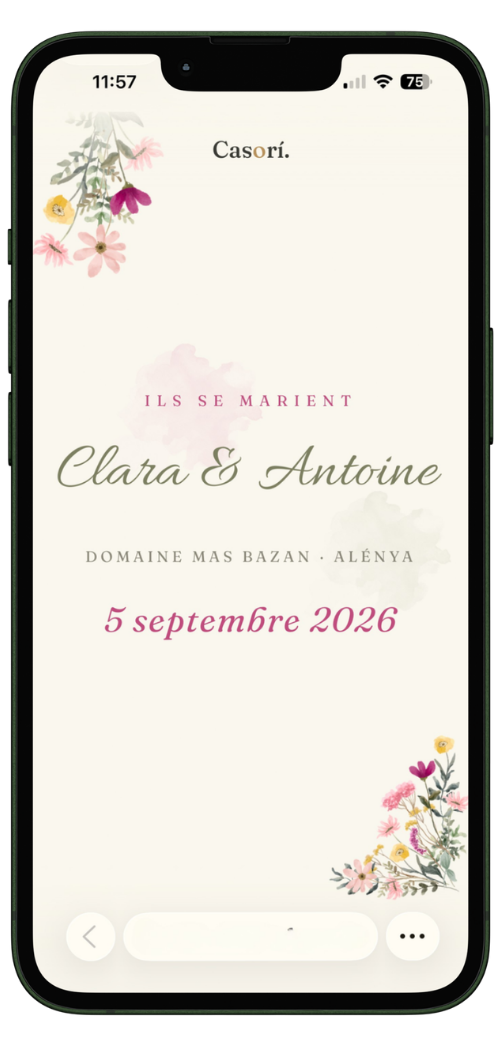 11:57
75
Casorí.
ILS SE MARIENT
Clara & Antoine
DOMAINE MAS BAZAN · ALÉNYA
5 septembre 2026